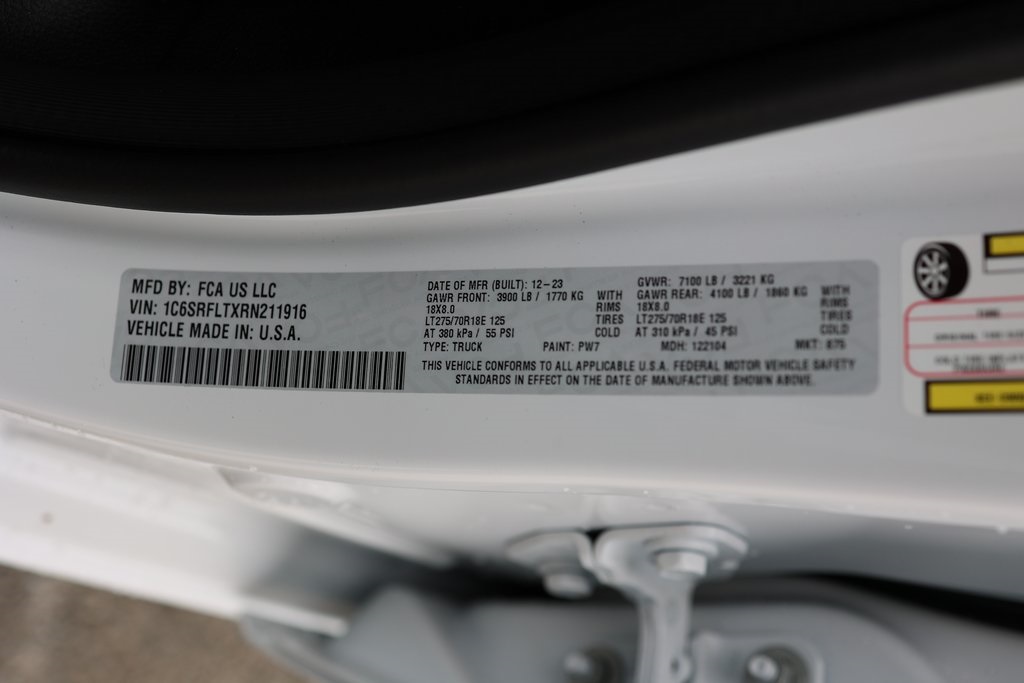 MFD BY: FCA US LLC
VIN: 1C6SRFLTXRN211916
VEHICLE MADE IN: U.S.A.
DATE OF MFR (BUILT): 12-23
GVWR: 7100 LB / 3221 KG
GAWR FRONT: 3900 LB / 1770 KG WITH
18X8.0 RIMS
LT275/70R18E 125 TIRES
AT 380 kPa / 55 PSI COLD
GAWR REAR: 4100 LB / 1860 KG WITH
18X8.0 RIMS
LT275/70R18E 125 TIRES
AT 310 kPa / 45 PSI COLD
TYPE: TRUCK PAINT: PW7 MDH: 122104 MKT:
THIS VEHICLE CONFORMS TO ALL APPLICABLE U.S.A. FEDERAL MOTOR VEHICLE SAFETY
STANDARDS IN EFFECT ON THE DATE OF MANUFACTURE SHOWN ABOVE.